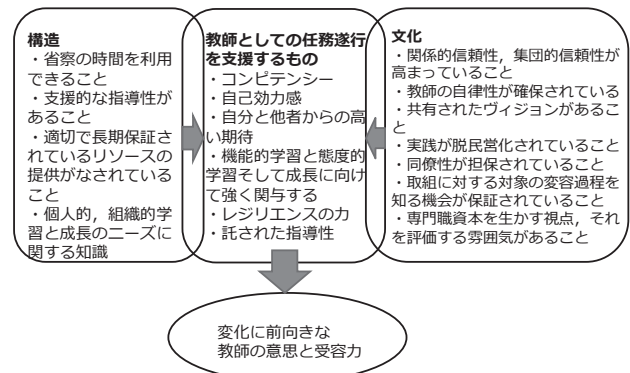 構造
・省察の時間を利用
できること
・支援的な指導性が
あること
・適切で長期保証さ
れているリソースの
提供がなされている
こと
・個人的，組織的学
習と成長のニーズに
関する知識
教師としての任務遂行
を支援するもの
・コンピテンシー
・自己効力感
・自分と他者からの高
い期待
・機能的学習と態度的
学習そして成長に向け
て強く関与する
・レジリエンスの力
・託された指導性
文化
・関係的信頼性，集団的信頼性が
高まっていること
・教師の自律性が確保されている
・共有されたヴィジョンがあるこ
と
・実践が脱民営化されていること
・同僚性が担保されていること
・取組に対する対象の変容過程を
知る機会が保証されていること
・専門職資本を生かす視点，それ
を評価する雰囲気があること
変化に前向きな
教師の意思と受容力